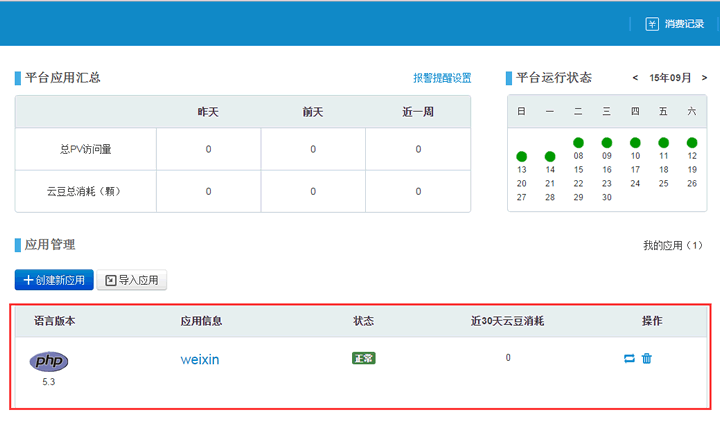 ¥ 消费记录
平台应用汇总 报警提醒设置
昨天 前天 近一周
总PV访问量 0 0 0
云豆总消耗（颗） 0 0 0
平台运行状态 < 15年09月 >
日 一 二 三 四 五 六
08 09 10 11 12
13 14 15 16 17 18 19
20 21 22 23 24 25 26
27 28 29 30
应用管理 我的应用（1）
+创建新应用 导入应用
语言版本 应用信息 状态 近30天云豆消耗 操作
php weixin 正常 0
5.3